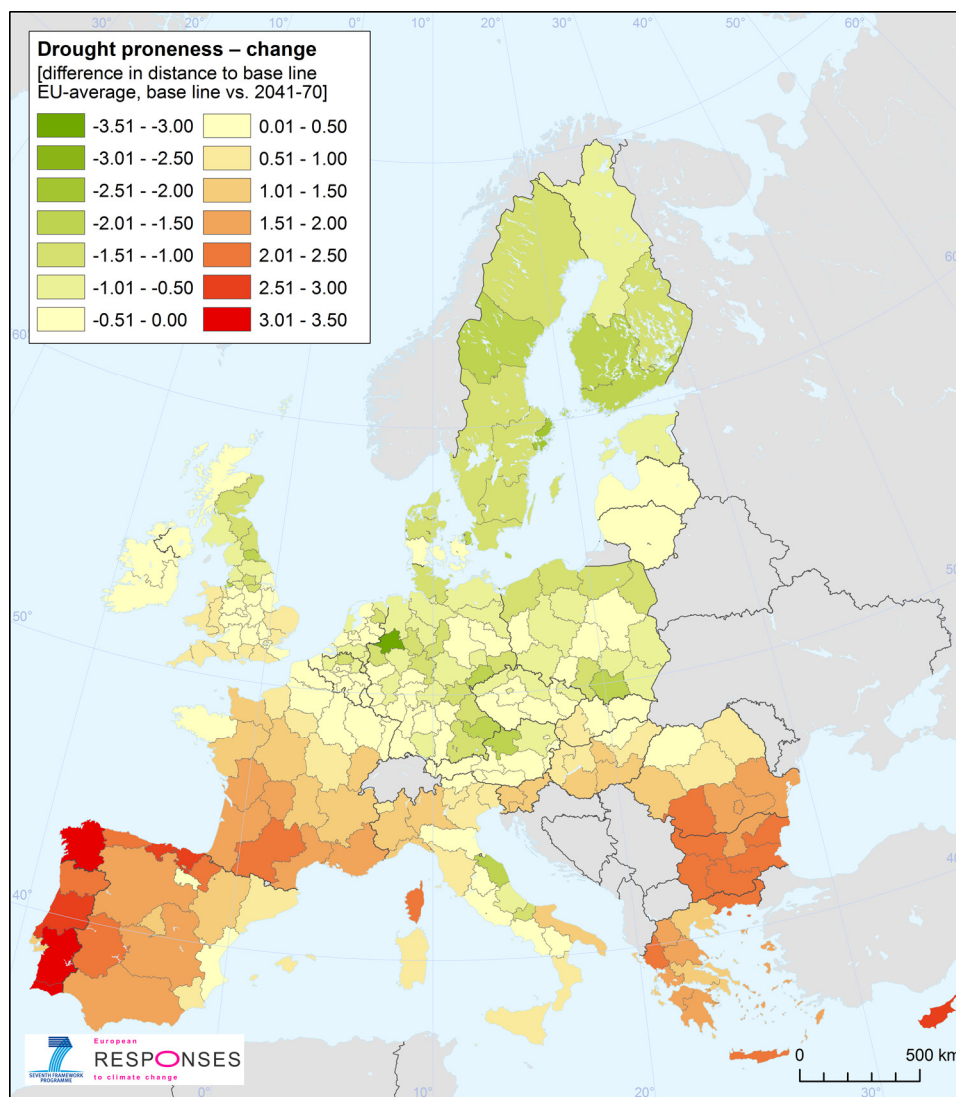 30° 20° 10° 0° 10° 20° 30° 40° 50° 60°
Drought proneness – change
[difference in distance to base line
EU-average, base line vs. 2041-70]
-3.51 - -3.00 0.01 - 0.50
-3.01 - -2.50 0.51 - 1.00
-2.51 - -2.00 1.01 - 1.50
-2.01 - -1.50 1.51 - 2.00
-1.51 - -1.00 2.01 - 2.50
-1.01 - -0.50 2.51 - 3.00
-0.51 - 0.00 3.01 - 3.50
60
60°
50
50°
40°
40°
7
SEVENTH FRAMEWORK
PROGRAMME
European
RESPONSES
to climate change
0 500 km
0° 10° 20° 30°